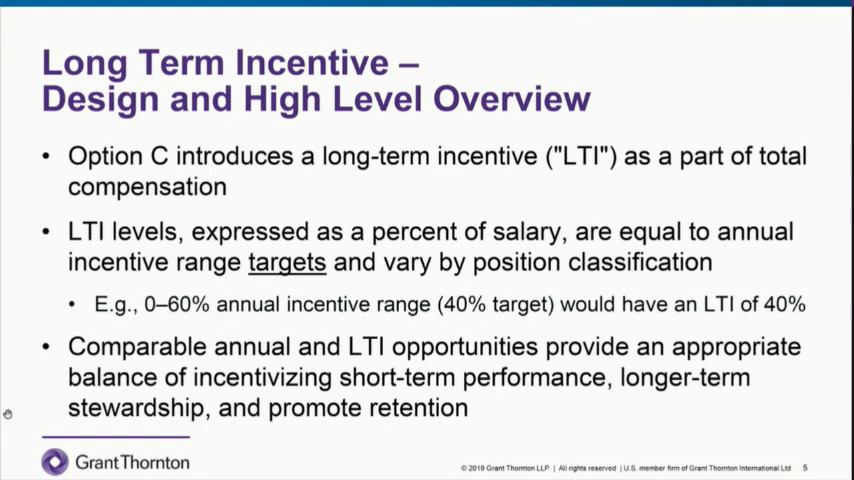 Long Term Incentive –
Design and High Level Overview
• Option C introduces a long-term incentive ("LTI") as a part of total
compensation
• LTI levels, expressed as a percent of salary, are equal to annual
incentive range targets and vary by position classification
• E.g., 0–60% annual incentive range (40% target) would have an LTI of 40%
• Comparable annual and LTI opportunities provide an appropriate
balance of incentivizing short-term performance, longer-term
stewardship, and promote retention
GrantThornton
© 2019 Grant Thornton LLP | All rights reserved | U.S. member firm of Grant Thornton International Ltd 5